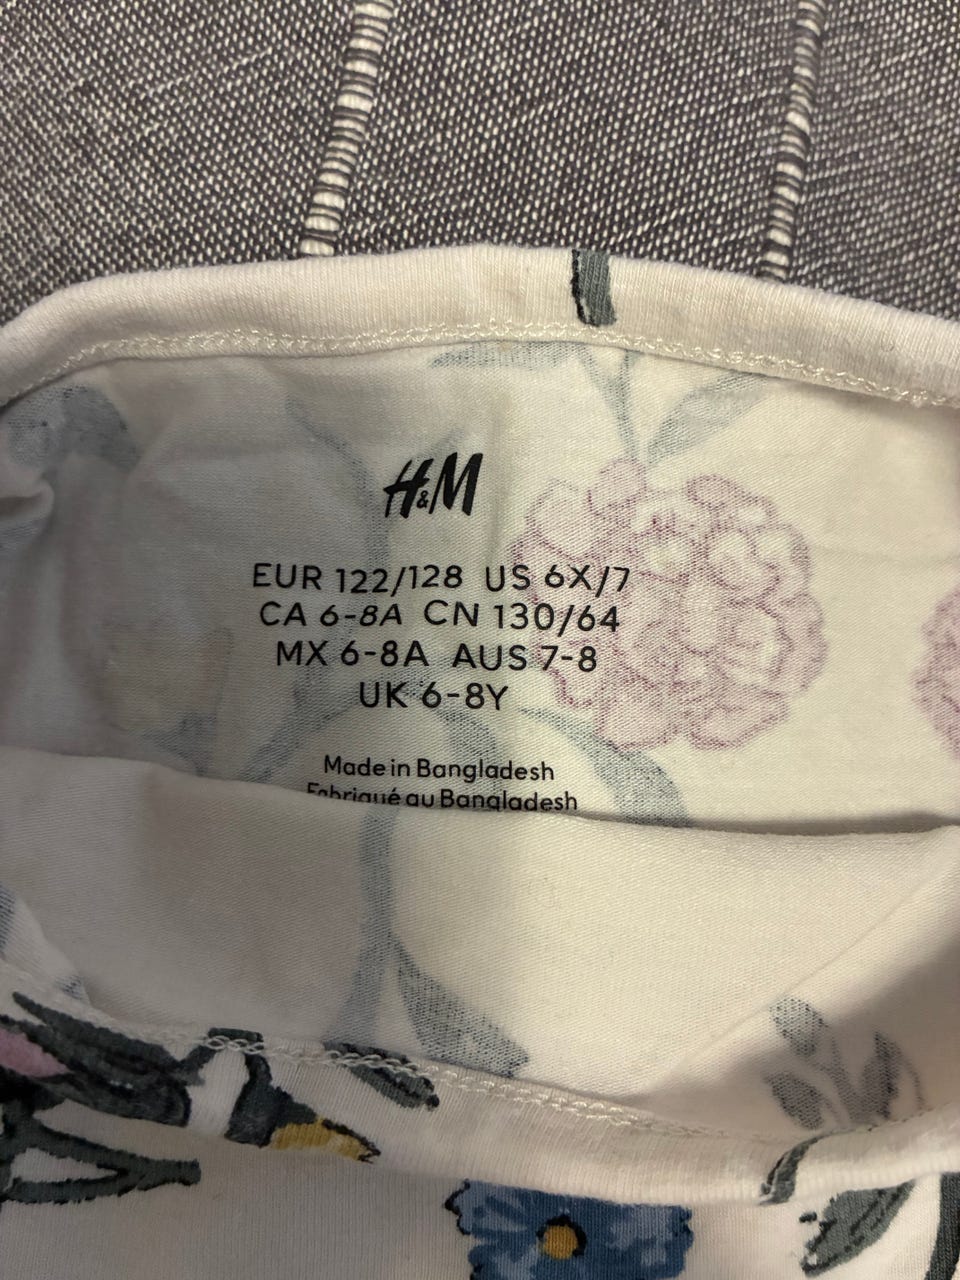 H&M
EUR 122/128 US 6X/7
CA 6-8A CN 130/64
MX 6-8A AUS 7-8
UK 6-8Y
Made in Bangladesh
Fabriqué au Bangladesh